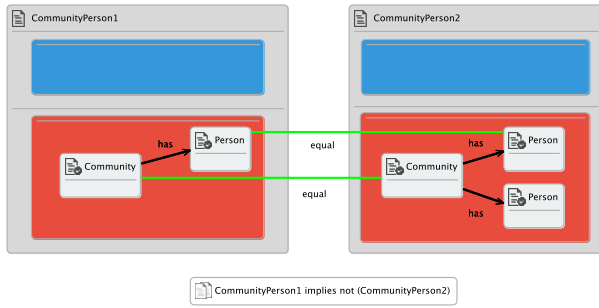 CommunityPerson1
CommunityPerson2
Person
has
Community
equal
equal
Person
has
Community
Person
has
CommunityPerson1 implies not (CommunityPerson2)